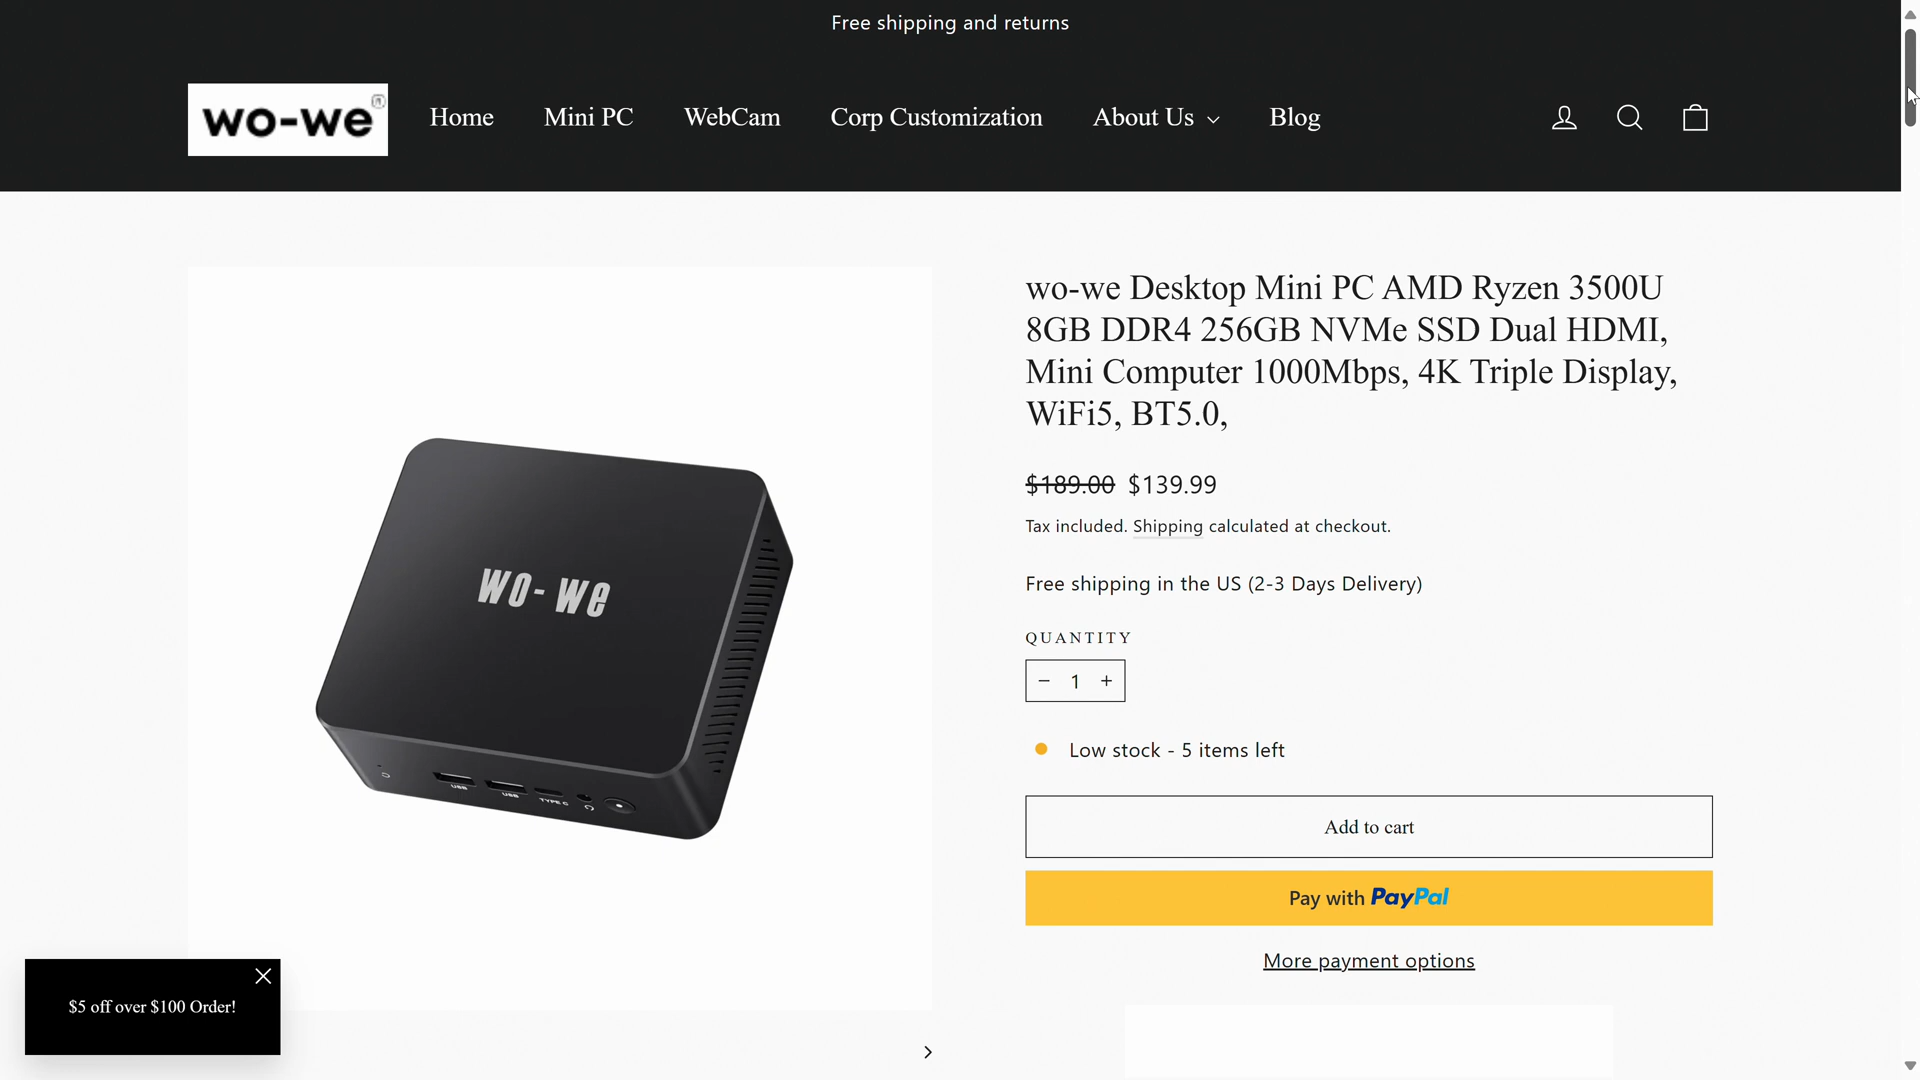 Free shipping and returns
wo-we®
Home Mini PC WebCam Corp Customization About Us Blog
wo-we Desktop Mini PC AMD Ryzen 3500U
8GB DDR4 256GB NVMe SSD Dual HDMI,
Mini Computer 1000Mbps, 4K Triple Display,
WiFi5, BT5.0,
$189.00 $139.99
Tax included. Shipping calculated at checkout.
Free shipping in the US (2-3 Days Delivery)
QUANTITY
− 1 +
Low stock - 5 items left
Add to cart
Pay with PayPal
More payment options
wo-we
USB USB TYPE C
$5 off over $100 Order!